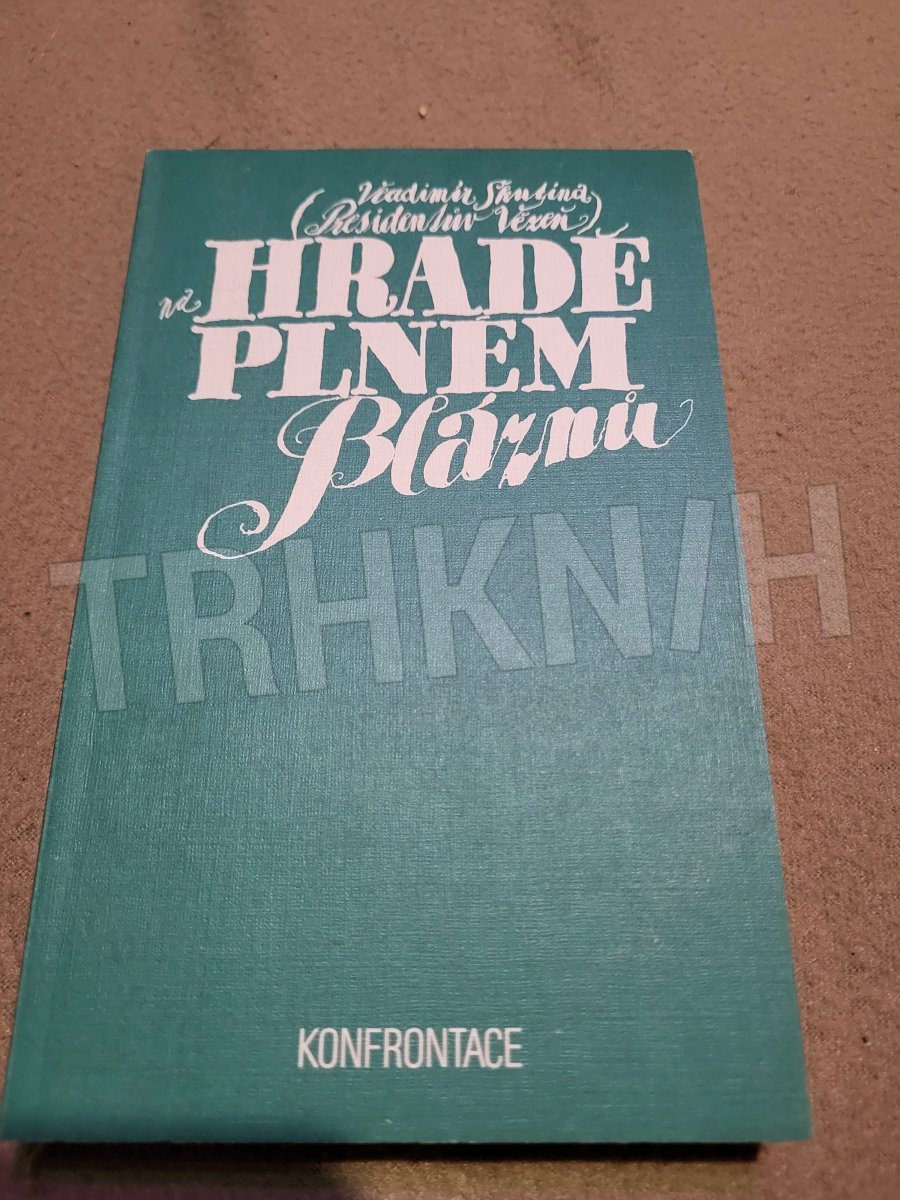 Vladimír Škutina
(Presidentův Vězeň)
na HRADĚ
PLNÉM
Bláznů
TRHKNIH
KONFRONTACE